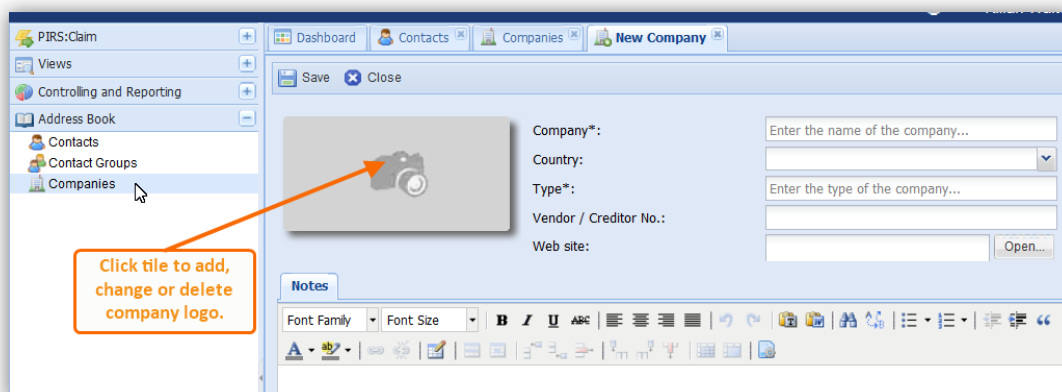 PIRS:Claim
Views
Controlling and Reporting
Address Book
Contacts
Contact Groups
Companies
Click tile to add,
change or delete
company logo.
Dashboard Contacts Companies New Company
Save Close
Company*: Enter the name of the company...
Country:
Type*: Enter the type of the company...
Vendor / Creditor No.:
Web site: Open...
Notes
Font Family Font Size B I U ABC
A ab